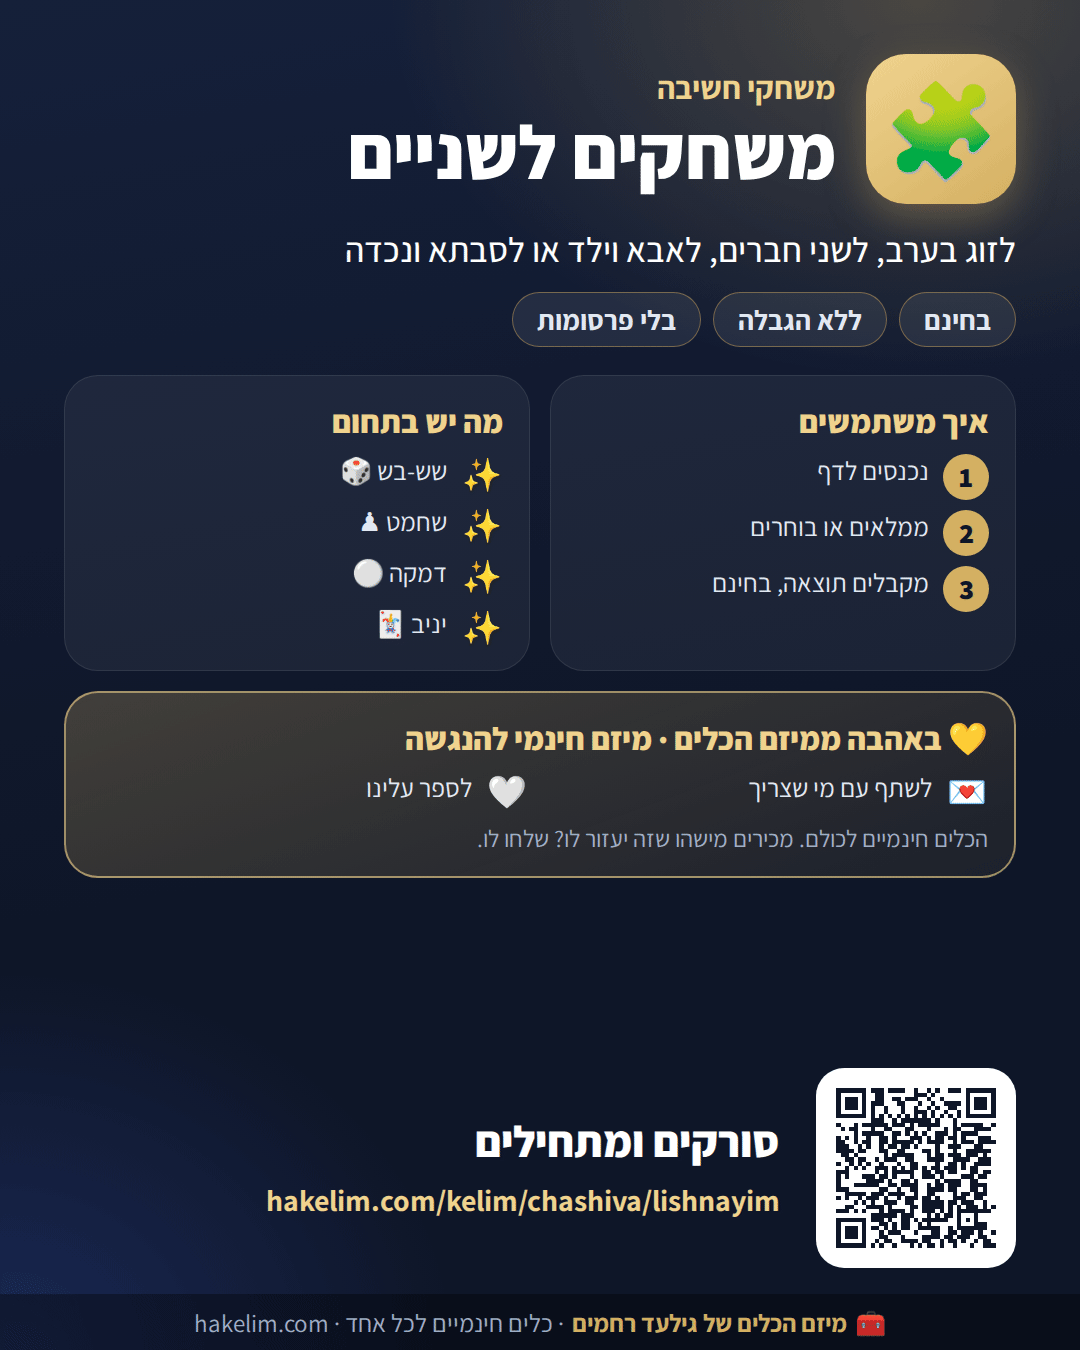 משחקי חשיבה
משחקים לשניים
לזוג בערב, לשני חברים, לאבא וילד או לסבתא ונכדה
בחינם
ללא הגבלה
בלי פרסומות
איך משתמשים
1 נכנסים לדף
2 ממלאים או בוחרים
3 מקבלים תוצאה, בחינם
מה יש בתחום
שש-בש
שחמט
דמקה
יניב
באהבה ממיזם הכלים · מיזם חינמי להנגשה
לשתף עם מי שצריך
לספר עלינו
הכלים חינמיים לכולם. מכירים מישהו שזה יעזור לו? שלחו לו.
סורקים ומתחילים
hakelim.com/kelim/chashiva/lishnayim
מיזם הכלים של גילעד רחמים · כלים חינמיים לכל אחד · hakelim.com